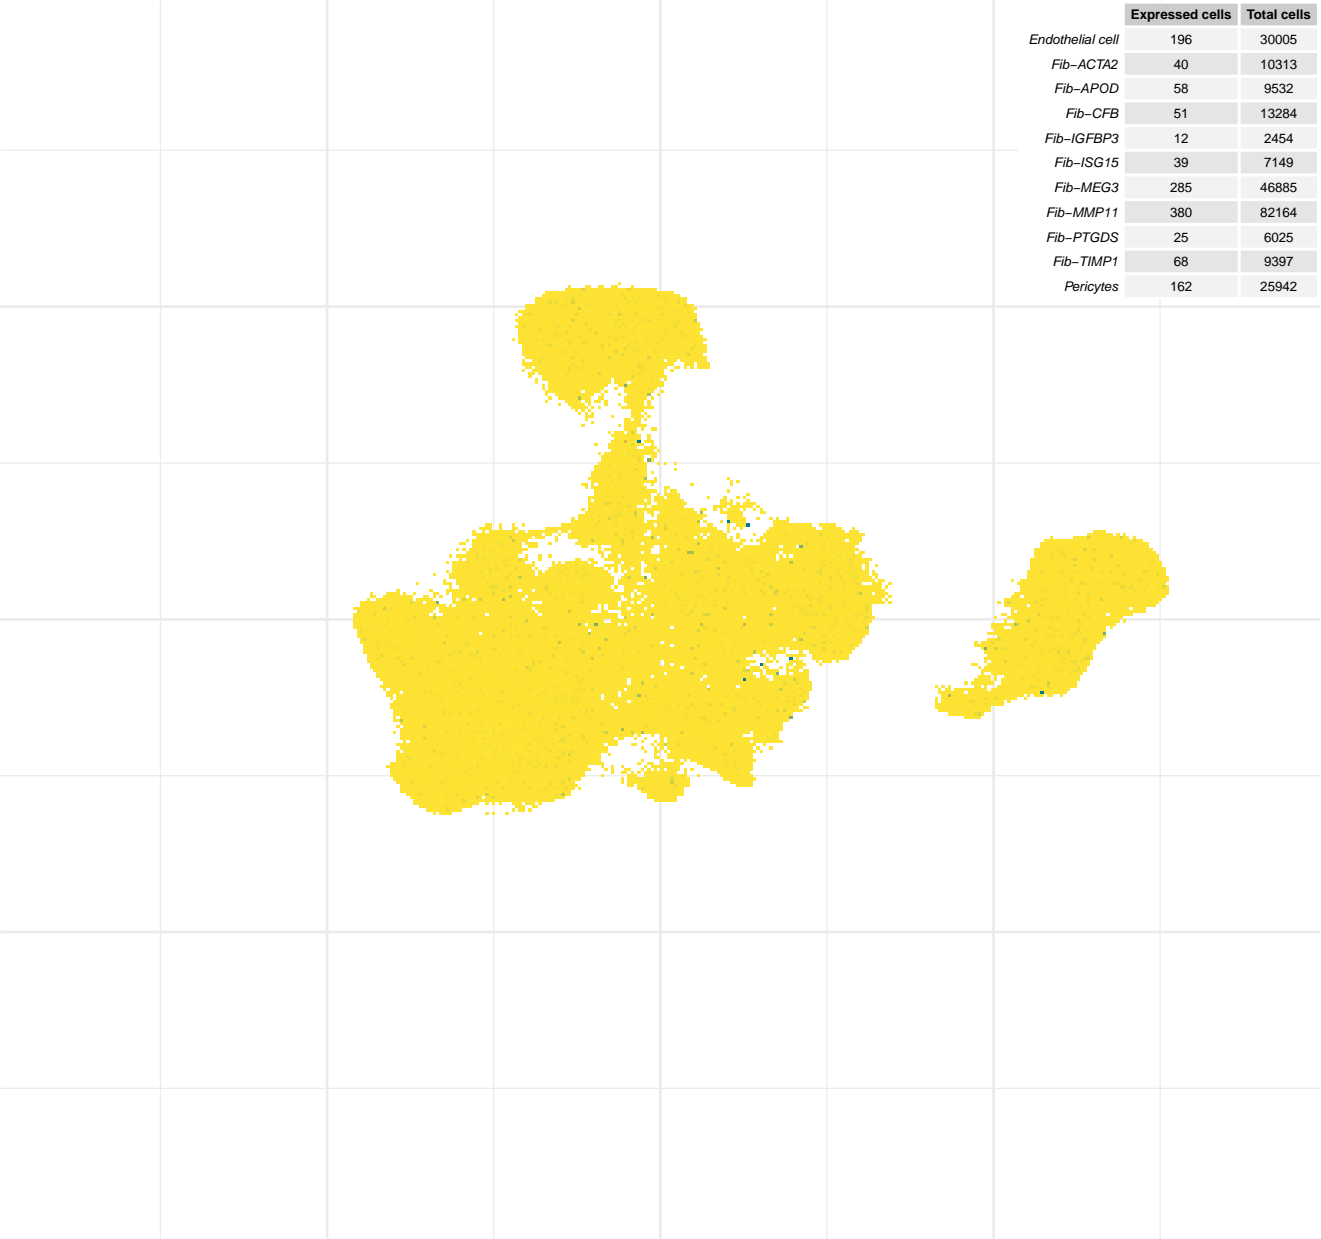 Expressed cells Total cells
Endothelial cell 196 30005
Fib−ACTA2 40 10313
Fib−APOD 58 9532
Fib−CFB 51 13284
Fib−IGFBP3 12 2454
Fib−ISG15 39 7149
Fib−MEG3 285 46885
Fib−MMP11 380 82164
Fib−PTGDS 25 6025
Fib−TIMP1 68 9397
Pericytes 162 25942